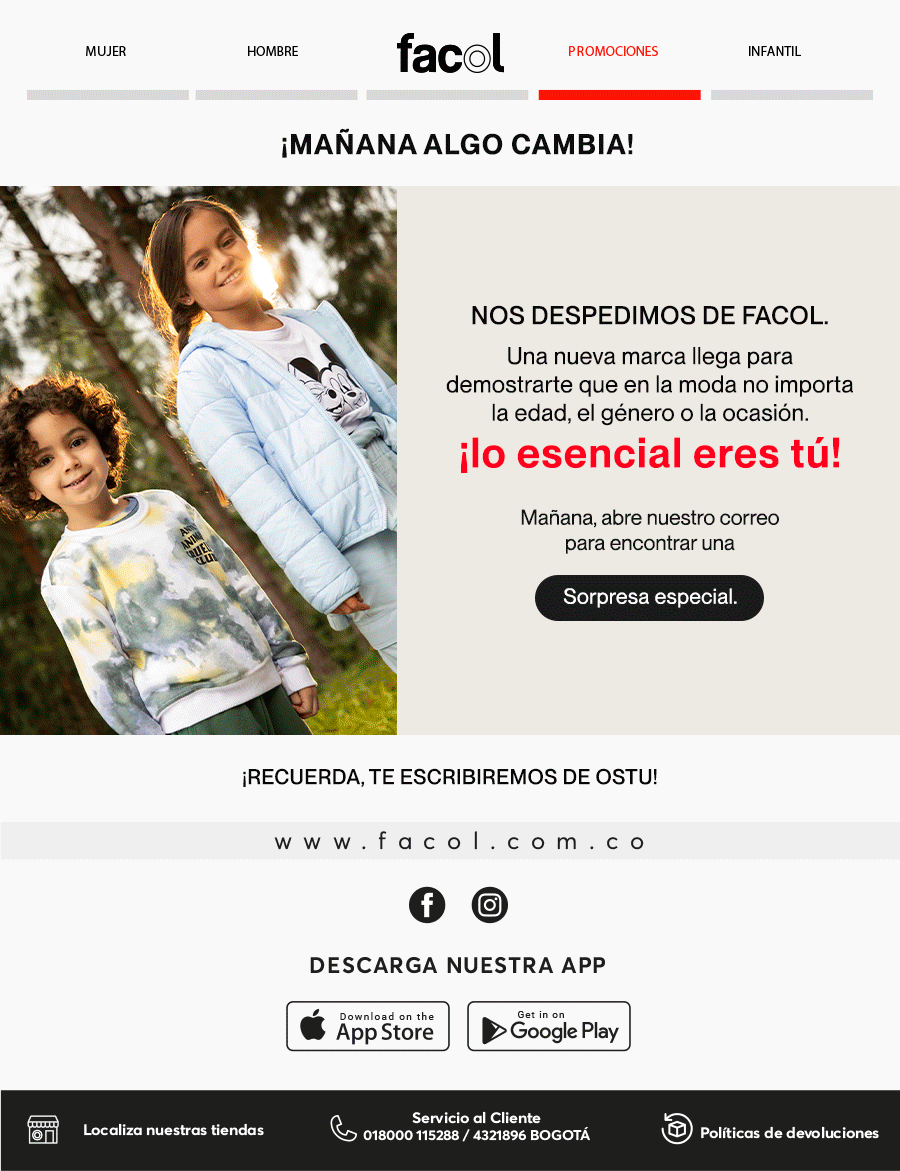 MUJER
HOMBRE
facol
PROMOCIONES
INFANTIL
¡MAÑANA ALGO CAMBIA!
NOS DESPEDIMOS DE FACOL.
Una nueva marca llega para
demostrarte que en la moda no importa
la edad, el género o la ocasión.
¡lo esencial eres tú!
Mañana, abre nuestro correo
para encontrar una
Sorpresa especial.
¡RECUERDA, TE ESCRIBIREMOS DE OSTU!
www.facol.com.co
DESCARGA NUESTRA APP
Download on the
App Store
Get in on
Google Play
Localiza nuestras tiendas
Servicio al Cliente
018000 115288 / 4321896 BOGOTÁ
Políticas de devoluciones